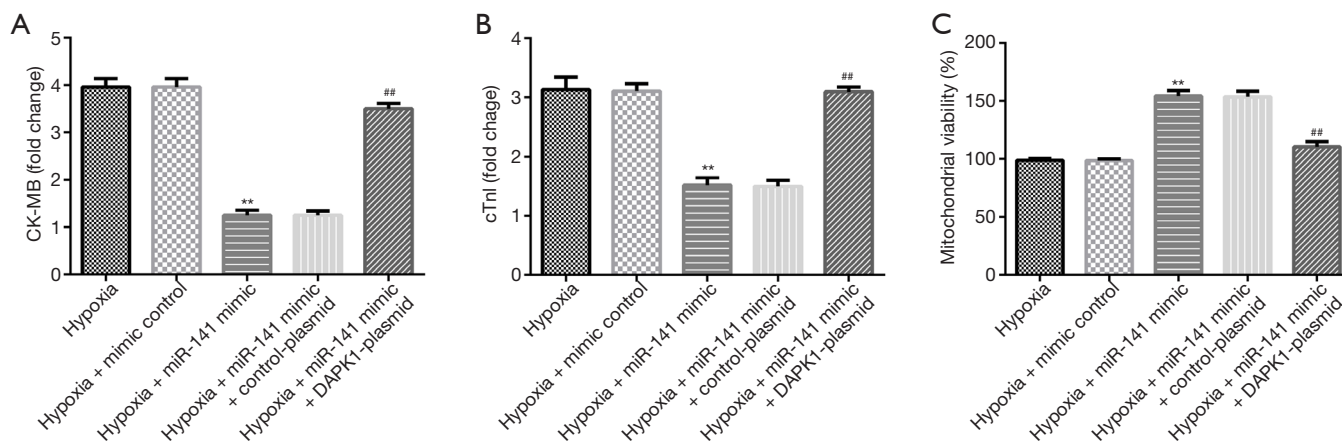 A
CK-MB (fold change)
5
4
3
2
1
0
**
##
Hypoxia
Hypoxia + mimic control
Hypoxia + miR-141 mimic
Hypoxia + miR-141 mimic
+ control-plasmid
Hypoxia + miR-141 mimic
+ DAPK1-plasmid
B
cTnI (fold chage)
4
3
2
1
0
**
##
Hypoxia
Hypoxia + mimic control
Hypoxia + miR-141 mimic
Hypoxia + miR-141 mimic
+ control-plasmid
Hypoxia + miR-141 mimic
+ DAPK1-plasmid
C
Mitochondrial viability (%)
200
150
100
50
0
**
##
Hypoxia
Hypoxia + mimic control
Hypoxia + miR-141 mimic
Hypoxia + miR-141 mimic
+ control-plasmid
Hypoxia + miR-141 mimic
+ DAPK1-plasmid